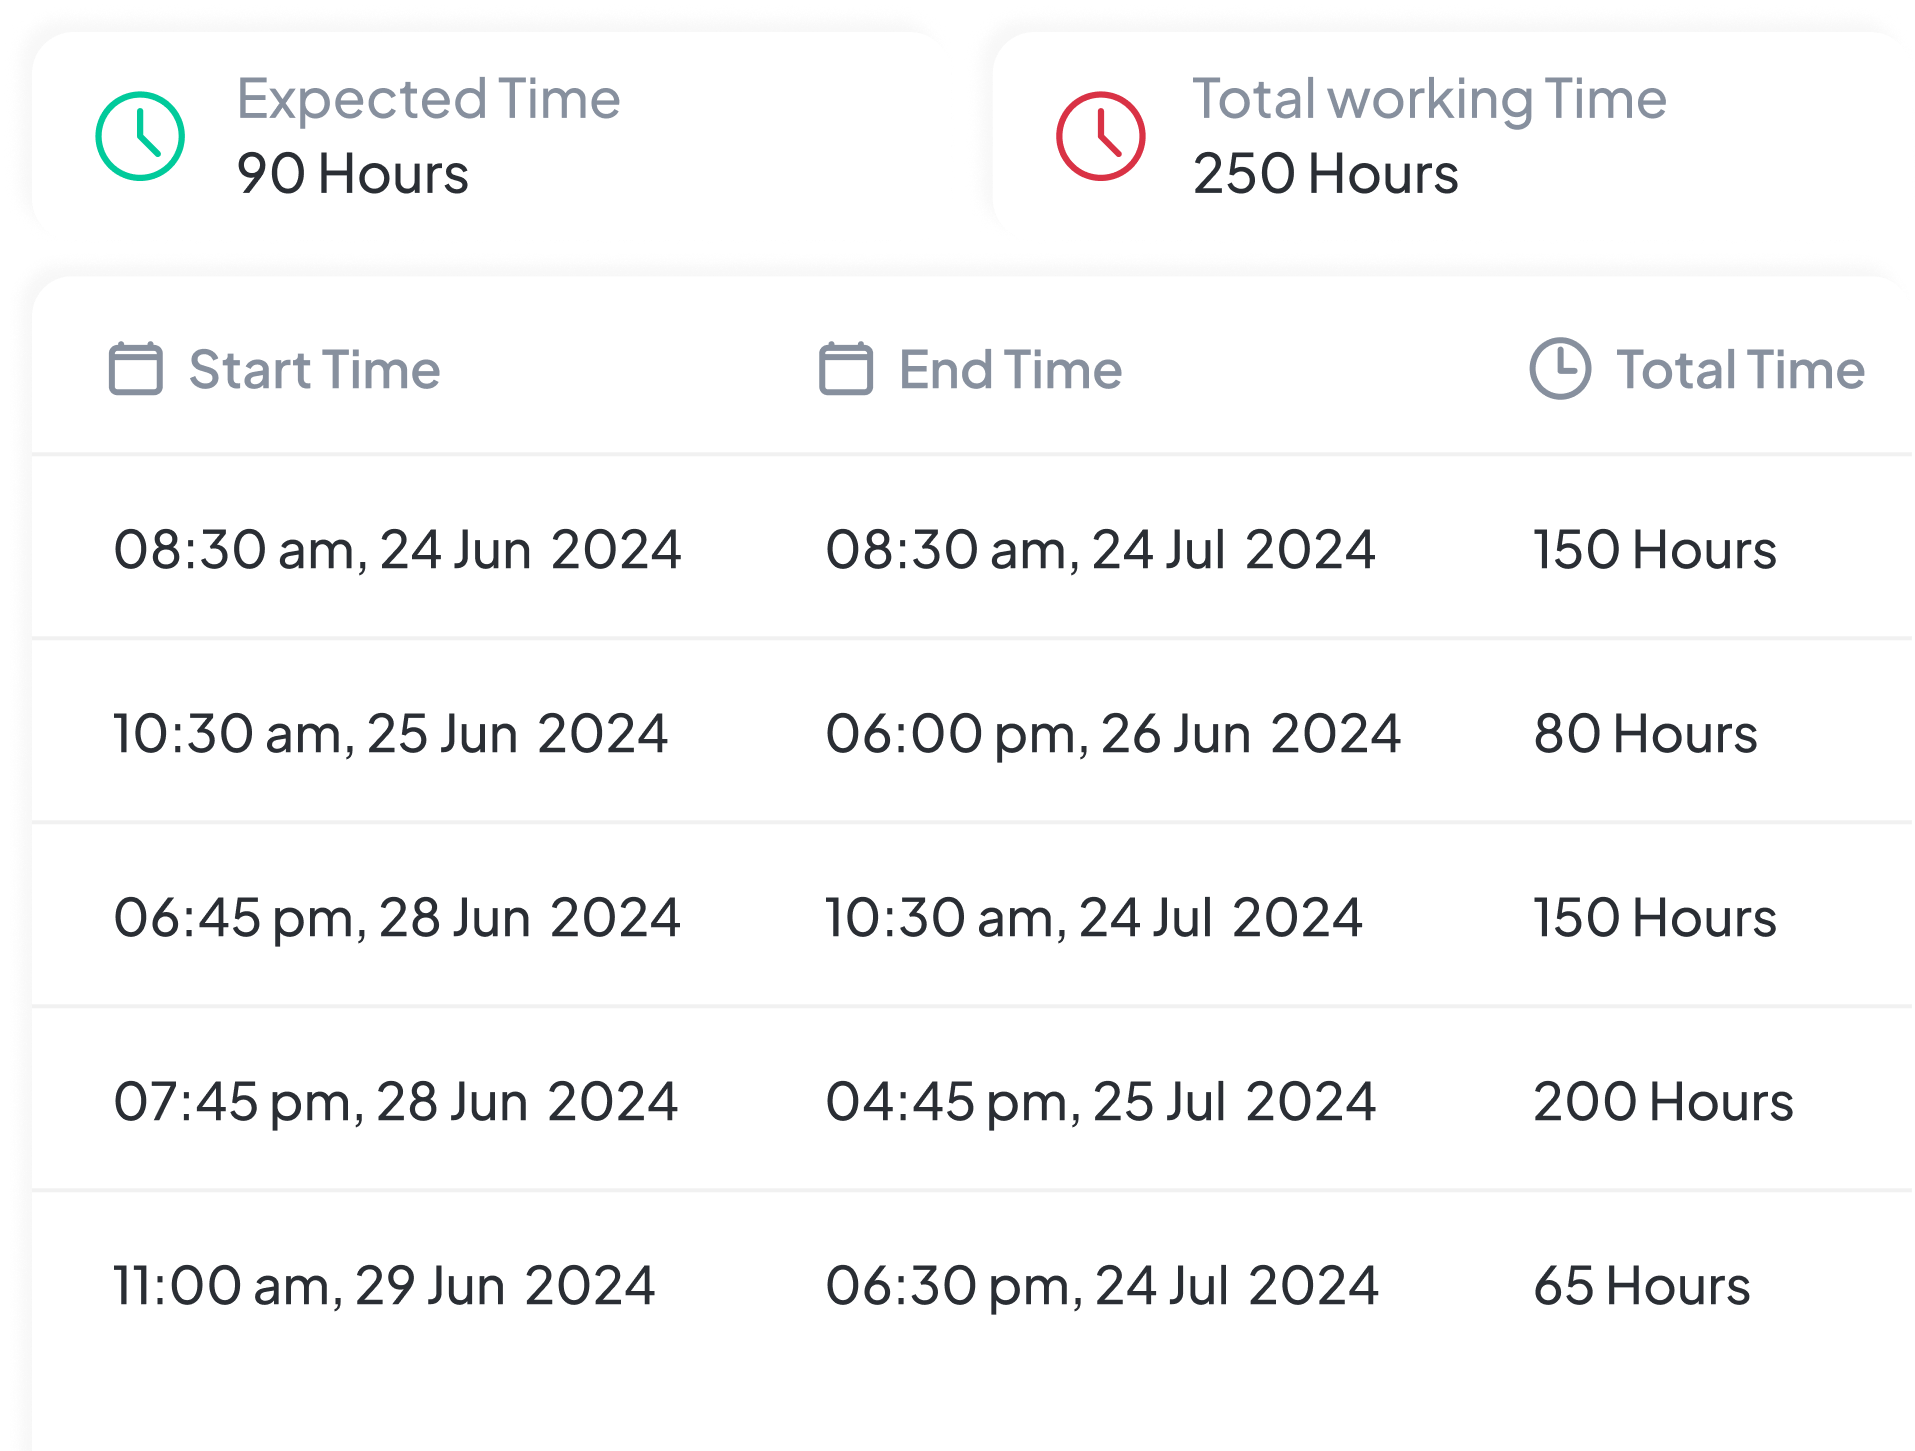 Expected Time
90 Hours
Total working Time
250 Hours
Start Time End Time Total Time
08:30 am, 24 Jun 2024 08:30 am, 24 Jul 2024 150 Hours
10:30 am, 25 Jun 2024 06:00 pm, 26 Jun 2024 80 Hours
06:45 pm, 28 Jun 2024 10:30 am, 24 Jul 2024 150 Hours
07:45 pm, 28 Jun 2024 04:45 pm, 25 Jul 2024 200 Hours
11:00 am, 29 Jun 2024 06:30 pm, 24 Jul 2024 65 Hours